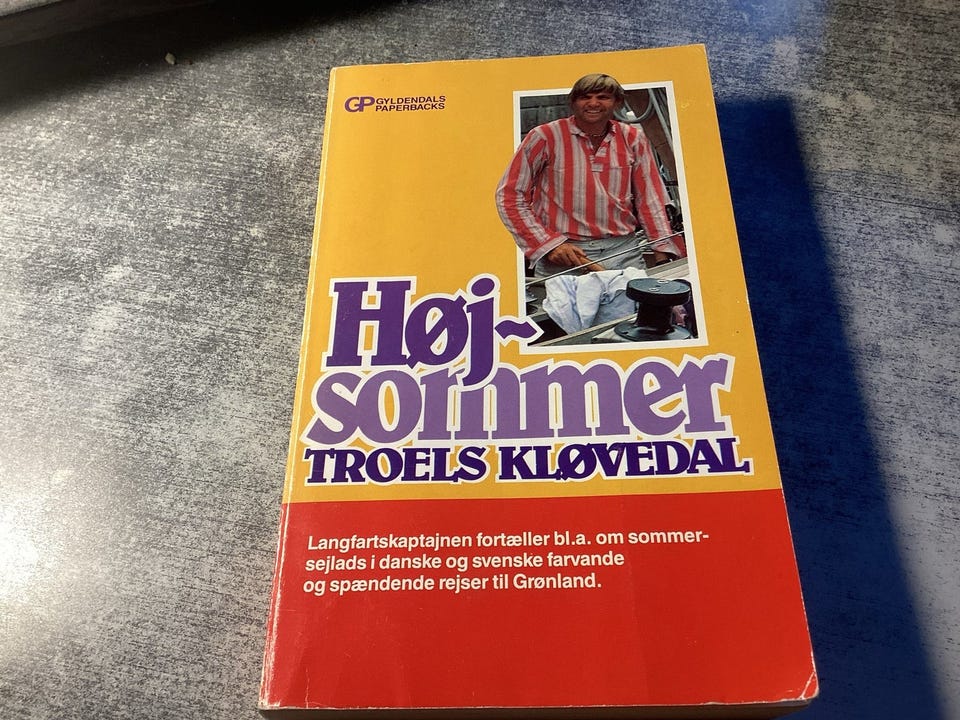 GP GYLDENDALS
PAPERBACKS
Høj-
sommer
TROELS KLØVEDAL
Langfartskaptajnen fortæller bl.a. om sommer-
sejlads i danske og svenske farvande
og spændende rejser til Grønland.